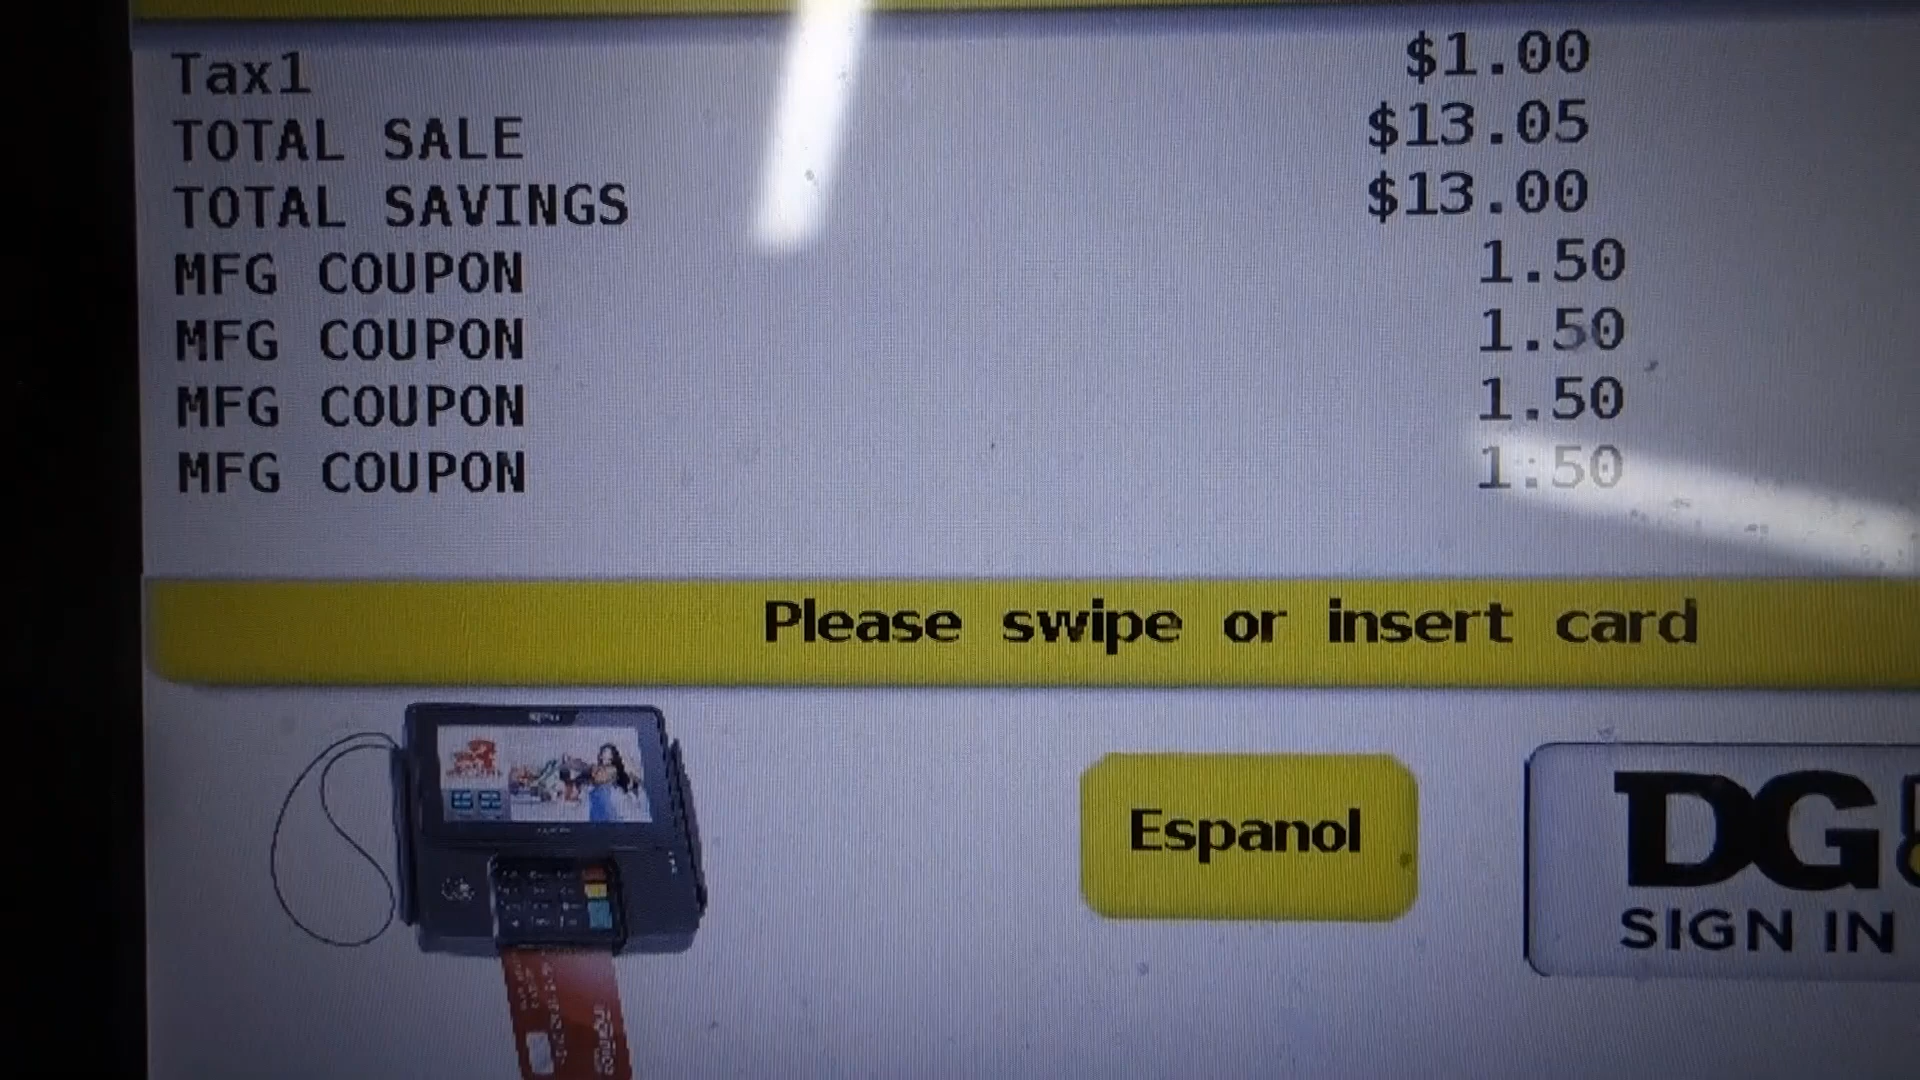 Tax1 $1.00
TOTAL SALE $13.05
TOTAL SAVINGS $13.00
MFG COUPON 1.50
MFG COUPON 1.50
MFG COUPON 1.50
MFG COUPON 1.50
Please swipe or insert card
Espanol
DG
SIGN IN